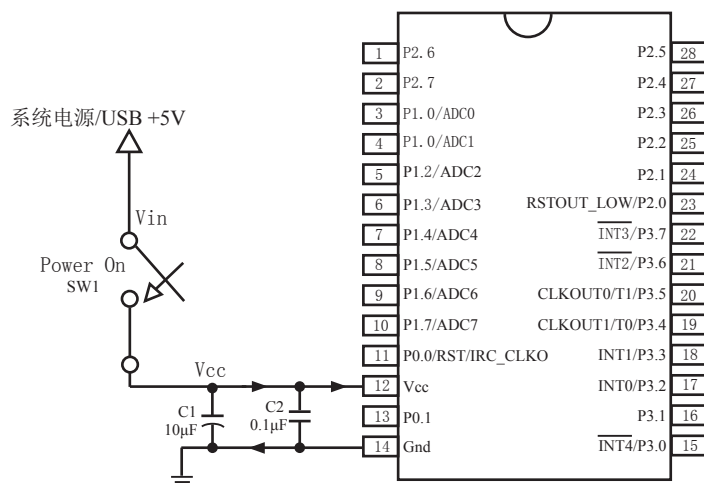 系统电源/USB +5V
Vin
Power On
SW1
Vcc
C1
10μF
C2
0.1μF
1 P2.6
2 P2.7
3 P1.0/ADC0
4 P1.0/ADC1
5 P1.2/ADC2
6 P1.3/ADC3
7 P1.4/ADC4
8 P1.5/ADC5
9 P1.6/ADC6
10 P1.7/ADC7
11 P0.0/RST/IRC_CLKO
12 Vcc
13 P0.1
14 Gnd
P2.5 28
P2.4 27
P2.3 26
P2.2 25
P2.1 24
RSTOUT_LOW/P2.0 23
INT3/P3.7 22
INT2/P3.6 21
CLKOUT0/T1/P3.5 20
CLKOUT1/T0/P3.4 19
INT1/P3.3 18
INT0/P3.2 17
P3.1 16
INT4/P3.0 15